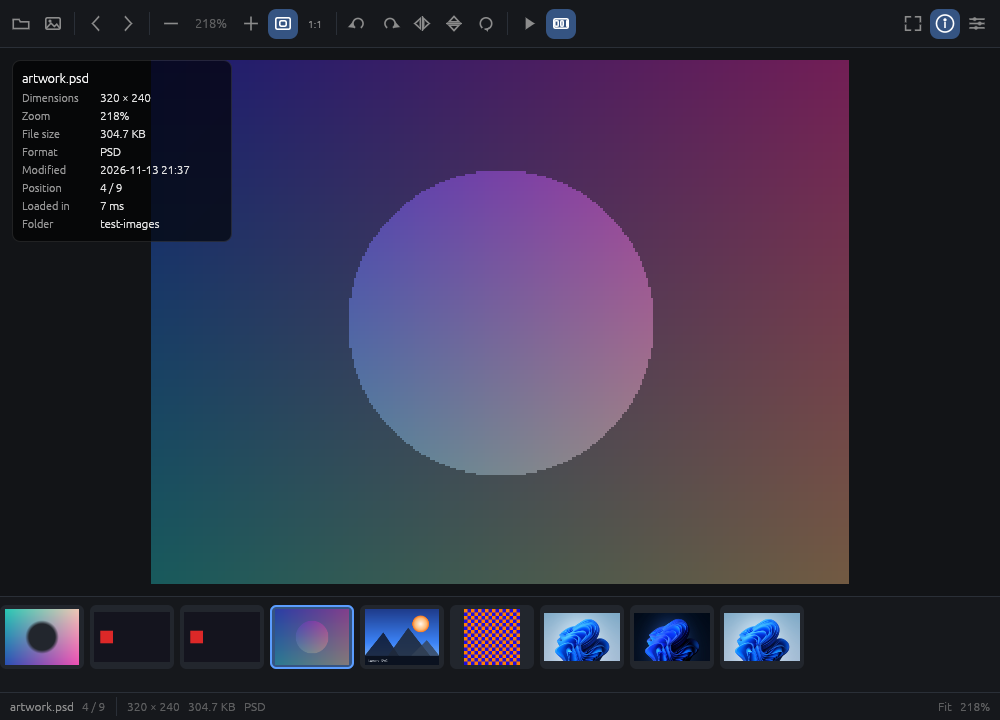 218%
1:1
artwork.psd
Dimensions 320 × 240
Zoom 218%
File size 304.7 KB
Format PSD
Modified 2026-11-13 21:37
Position 4 / 9
Loaded in 7 ms
Folder test-images
artwork.psd 4 / 9 320 × 240 304.7 KB PSD Fit 218%